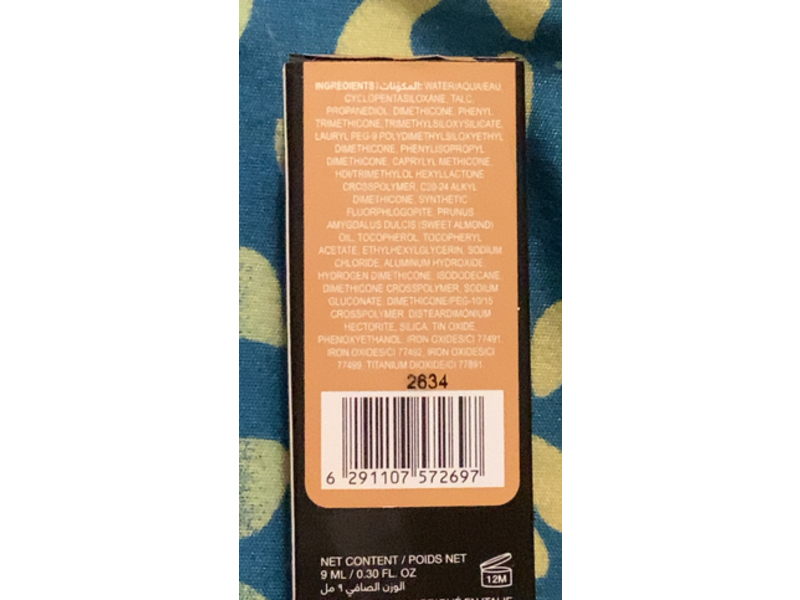 INGREDIENTS / المكونات: WATER/AQUA/EAU,
CYCLOPENTASILOXANE, TALC,
PROPANEDIOL, DIMETHICONE, PHENYL
TRIMETHICONE, TRIMETHYLSILOXYSILICATE,
LAURYL PEG-9 POLYDIMETHYLSILOXYETHYL
DIMETHICONE, PHENYLISOPROPYL
DIMETHICONE, CAPRYLYL METHICONE,
HDI/TRIMETHYLOL HEXYLLACTONE
CROSSPOLYMER, C20-24 ALKYL
DIMETHICONE, SYNTHETIC
FLUORPHLOGOPITE, PRUNUS
AMYGDALUS DULCIS (SWEET ALMOND)
OIL, TOCOPHEROL, TOCOPHERYL
ACETATE, ETHYLHEXYLGLYCERIN, SODIUM
CHLORIDE, ALUMINUM HYDROXIDE,
HYDROGEN DIMETHICONE, ISODODECANE,
DIMETHICONE CROSSPOLYMER, SODIUM
GLUCONATE, DIMETHICONE/PEG-10/15
CROSSPOLYMER, DISTEARDIMONIUM
HECTORITE, SILICA, TIN OXIDE,
PHENOXYETHANOL, IRON OXIDES/CI 77491,
IRON OXIDES/CI 77492, IRON OXIDES/CI
77499, TITANIUM DIOXIDE/CI 77891.
2634
6 291107 572697
NET CONTENT / POIDS NET
9 ML / 0.30 FL. OZ
الوزن الصافي ٩ مل
12M